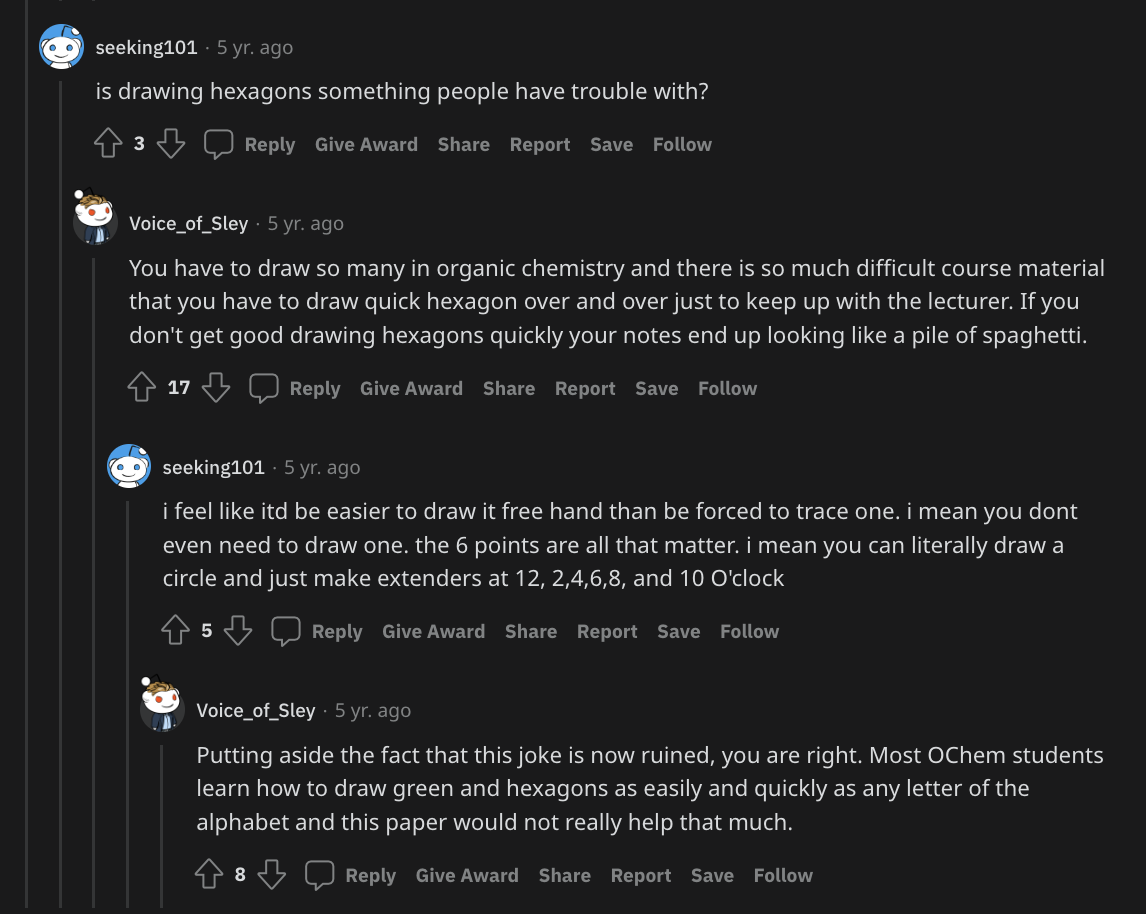 seeking101 · 5 yr. ago
is drawing hexagons something people have trouble with?
3 Reply Give Award Share Report Save Follow
Voice_of_Sley · 5 yr. ago
You have to draw so many in organic chemistry and there is so much difficult course material
that you have to draw quick hexagon over and over just to keep up with the lecturer. If you
don't get good drawing hexagons quickly your notes end up looking like a pile of spaghetti.
17 Reply Give Award Share Report Save Follow
seeking101 · 5 yr. ago
i feel like itd be easier to draw it free hand than be forced to trace one. i mean you dont
even need to draw one. the 6 points are all that matter. i mean you can literally draw a
circle and just make extenders at 12, 2,4,6,8, and 10 O'clock
5 Reply Give Award Share Report Save Follow
Voice_of_Sley · 5 yr. ago
Putting aside the fact that this joke is now ruined, you are right. Most OChem students
learn how to draw green and hexagons as easily and quickly as any letter of the
alphabet and this paper would not really help that much.
8 Reply Give Award Share Report Save Follow